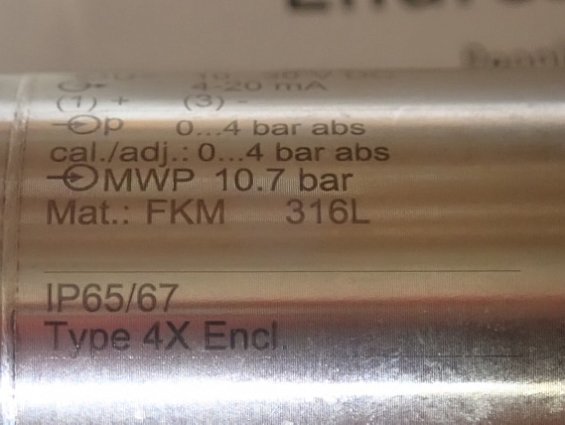 4-20 mA
(1) + (3) -
p 0...4 bar abs
cal./adj.: 0...4 bar abs
MWP 10.7 bar
Mat.: FKM 316L
IP65/67
Type 4X Encl.